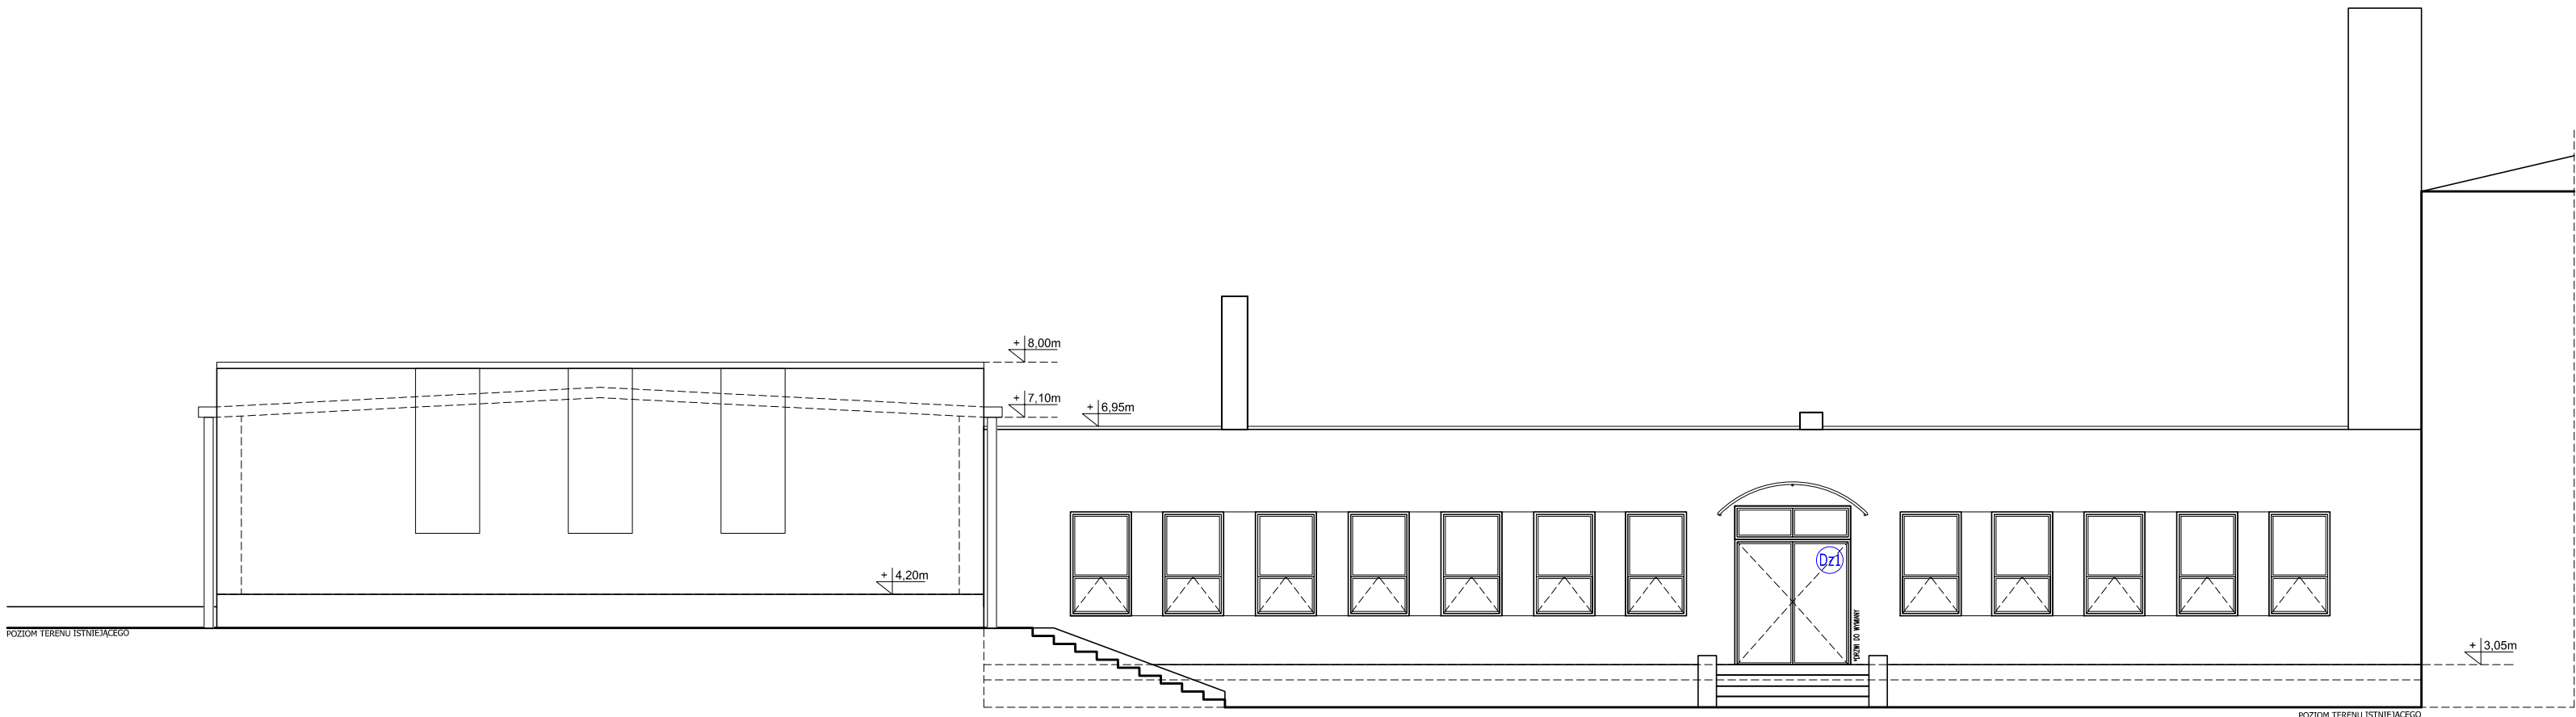 + 8,00m
+ 7,10m
+ 6,95m
+ 4,20m
Dz1
*DRZWI DO WYMIANY
POZIOM TERENU ISTNIEJĄCEGO
+ 3,05m
POZIOM TERENU ISTNIEJĄCEGO